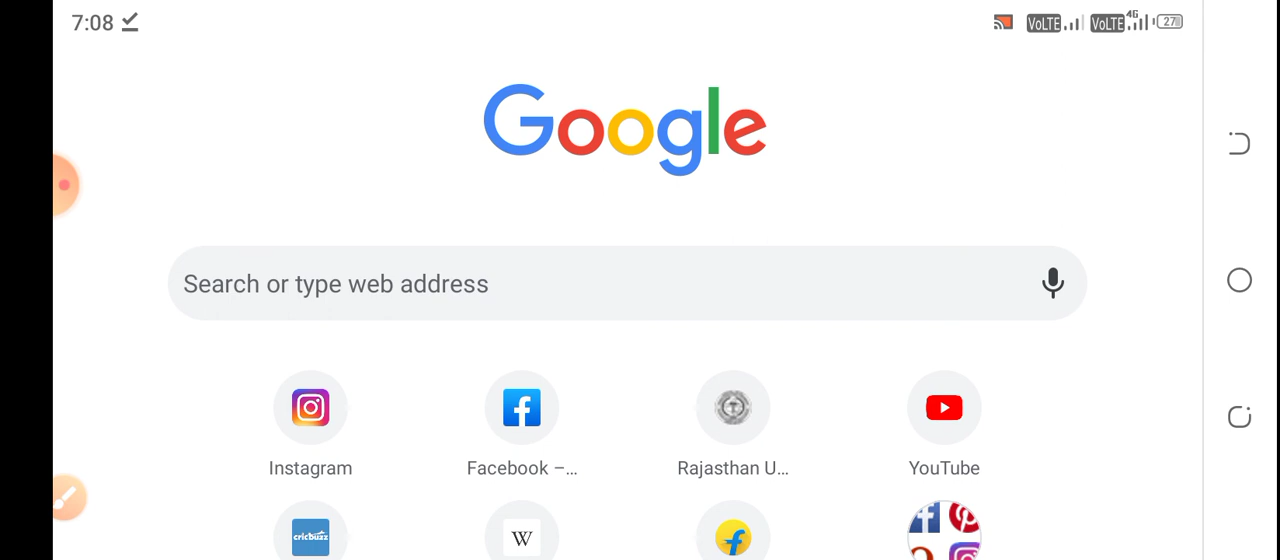 7:08 VoLTE VoLTE 4G 27
Google
Search or type web address
Instagram Facebook –... Rajasthan U... YouTube
cricbuzz W